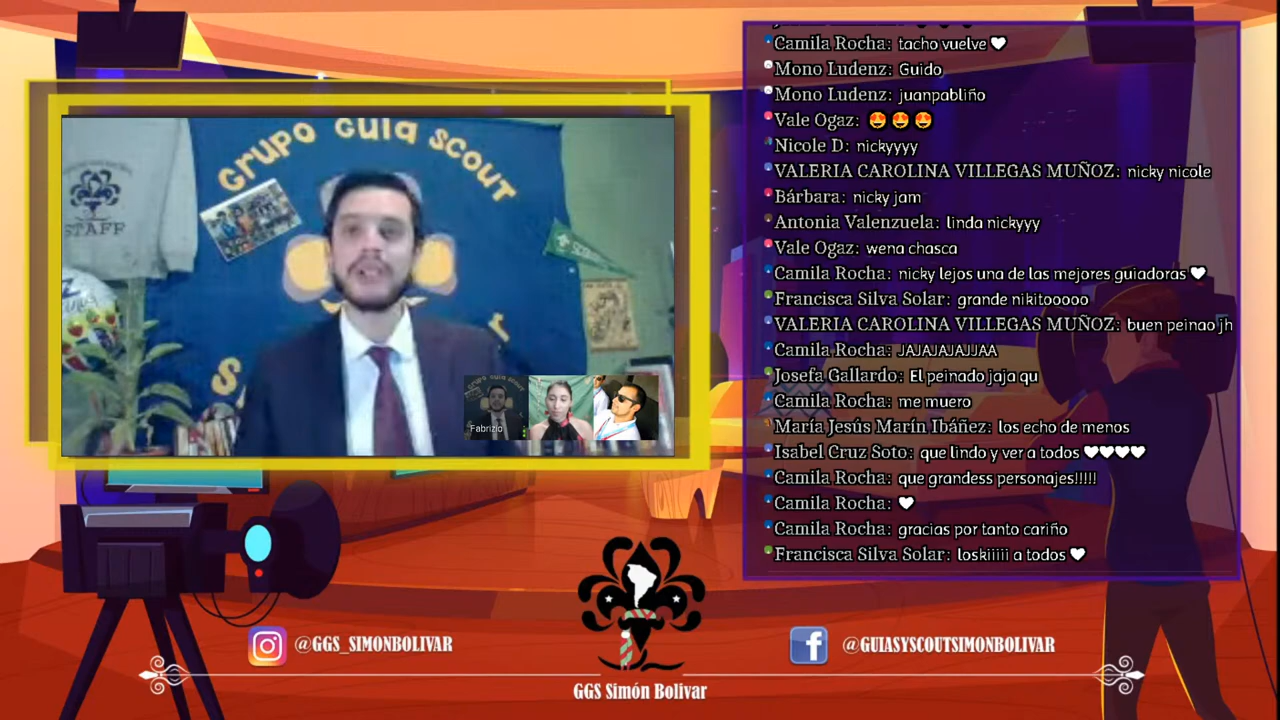 GRUPO GUIA SCOUT
S
STAFF
Fabrizio
Camila Rocha: tacho vuelve 🤍
Mono Ludenz: Guido
Mono Ludenz: juanpabliño
Vale Ogaz: 🤩🤩🤩
Nicole D: nickyyyy
VALERIA CAROLINA VILLEGAS MUÑOZ: nicky nicole
Bárbara: nicky jam
Antonia Valenzuela: linda nickyyy
Vale Ogaz: wena chasca
Camila Rocha: nicky lejos una de las mejores guiadoras 🤍
Francisca Silva Solar: grande nikitooooo
VALERIA CAROLINA VILLEGAS MUÑOZ: buen peinao jh
Camila Rocha: JAJAJAJAJJAA
Josefa Gallardo: El peinado jaja qu
Camila Rocha: me muero
María Jesús Marín Ibáñez: los echo de menos
Isabel Cruz Soto: que lindo y ver a todos 🤍🤍🤍🤍
Camila Rocha: que grandess personajes!!!!!
Camila Rocha: 🤍
Camila Rocha: gracias por tanto cariño
Francisca Silva Solar: loskiiiii a todos 🤍
@GGS_SIMONBOLIVAR
@GUIASYSCOUTSIMONBOLIVAR
GGS Simón Bolivar